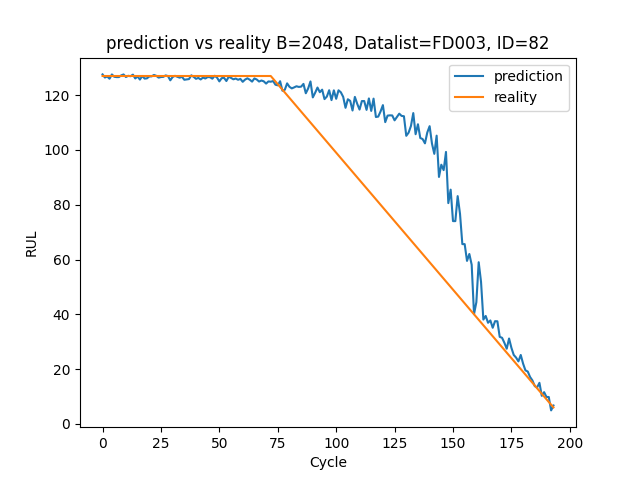 prediction vs reality B=2048, Datalist=FD003, ID=82
prediction
reality
RUL
120
100
80
60
40
20
0
0 25 50 75 100 125 150 175 200
Cycle